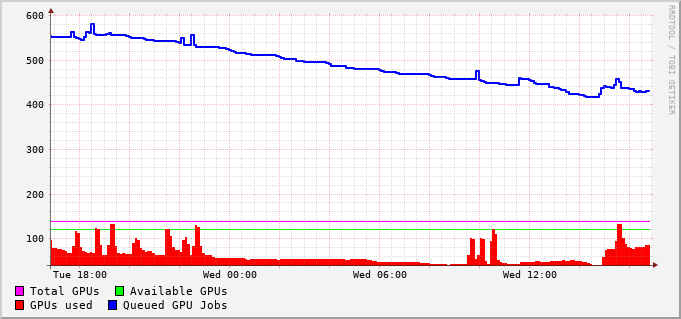 600
500
400
300
200
100
Tue 18:00 Wed 00:00 Wed 06:00 Wed 12:00
Total GPUs Available GPUs
GPUs used Queued GPU Jobs
RRDTOOL / TOBI OETIKER